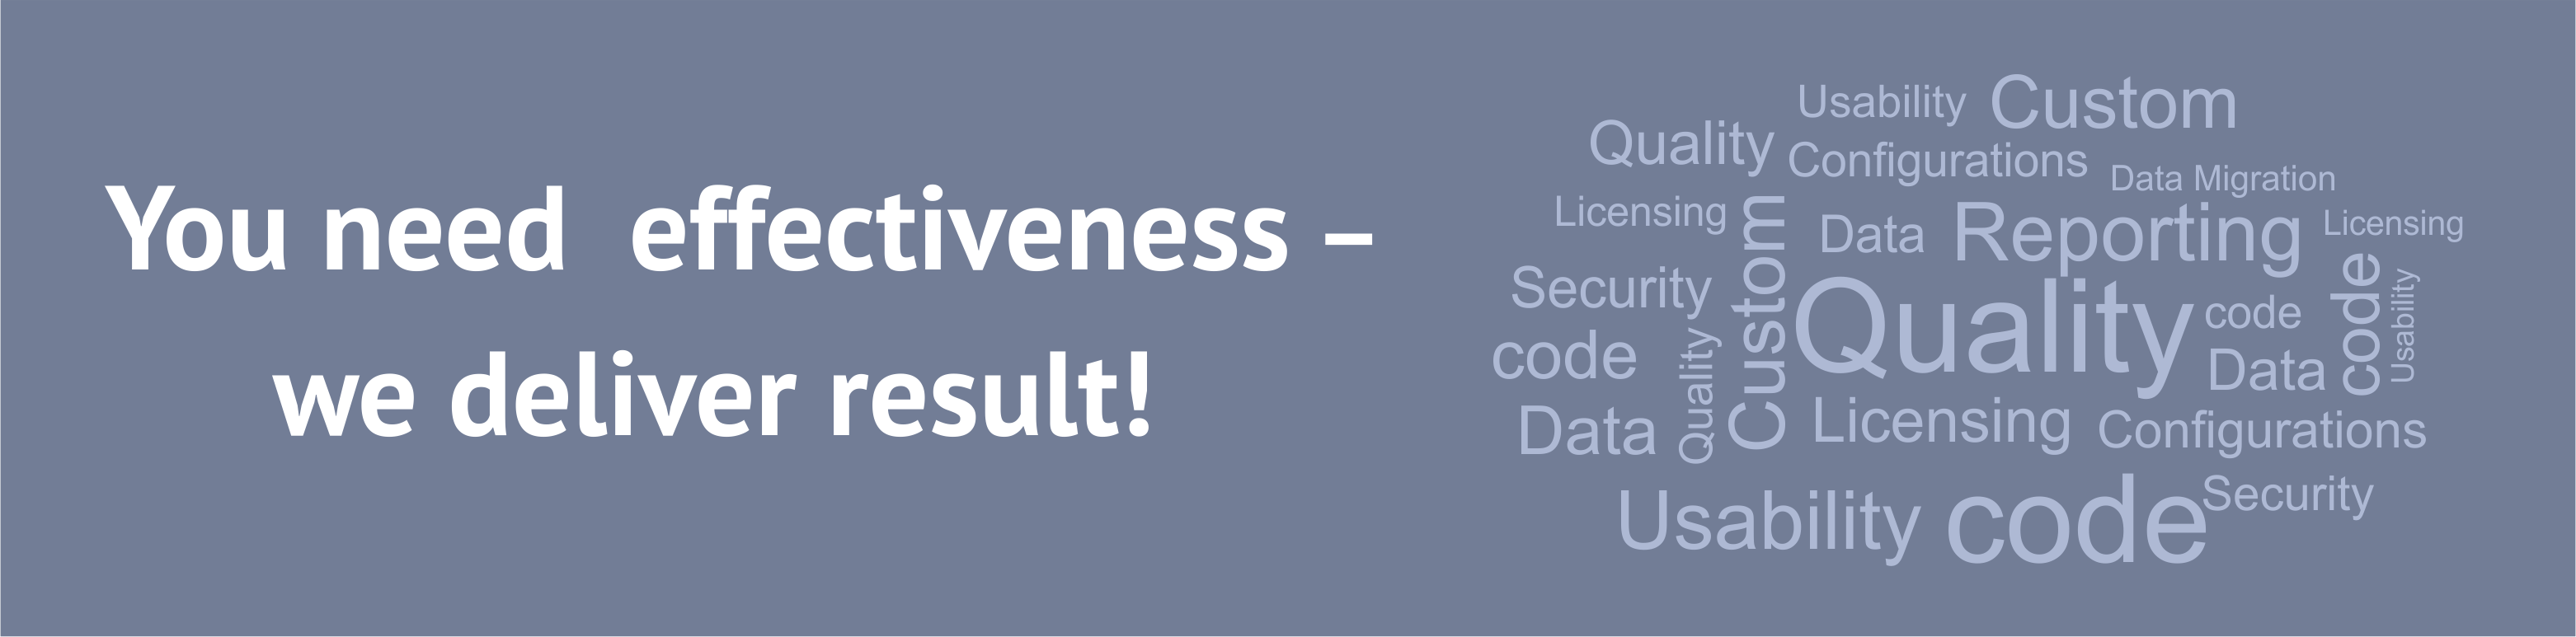 You need  effectiveness –
we deliver result!
Usability Custom
Quality Configurations Data Migration
Licensing Custom Data Reporting Licensing
Security Quality code code Usability
code Quality Data
Data Licensing Configurations
Usability code Security